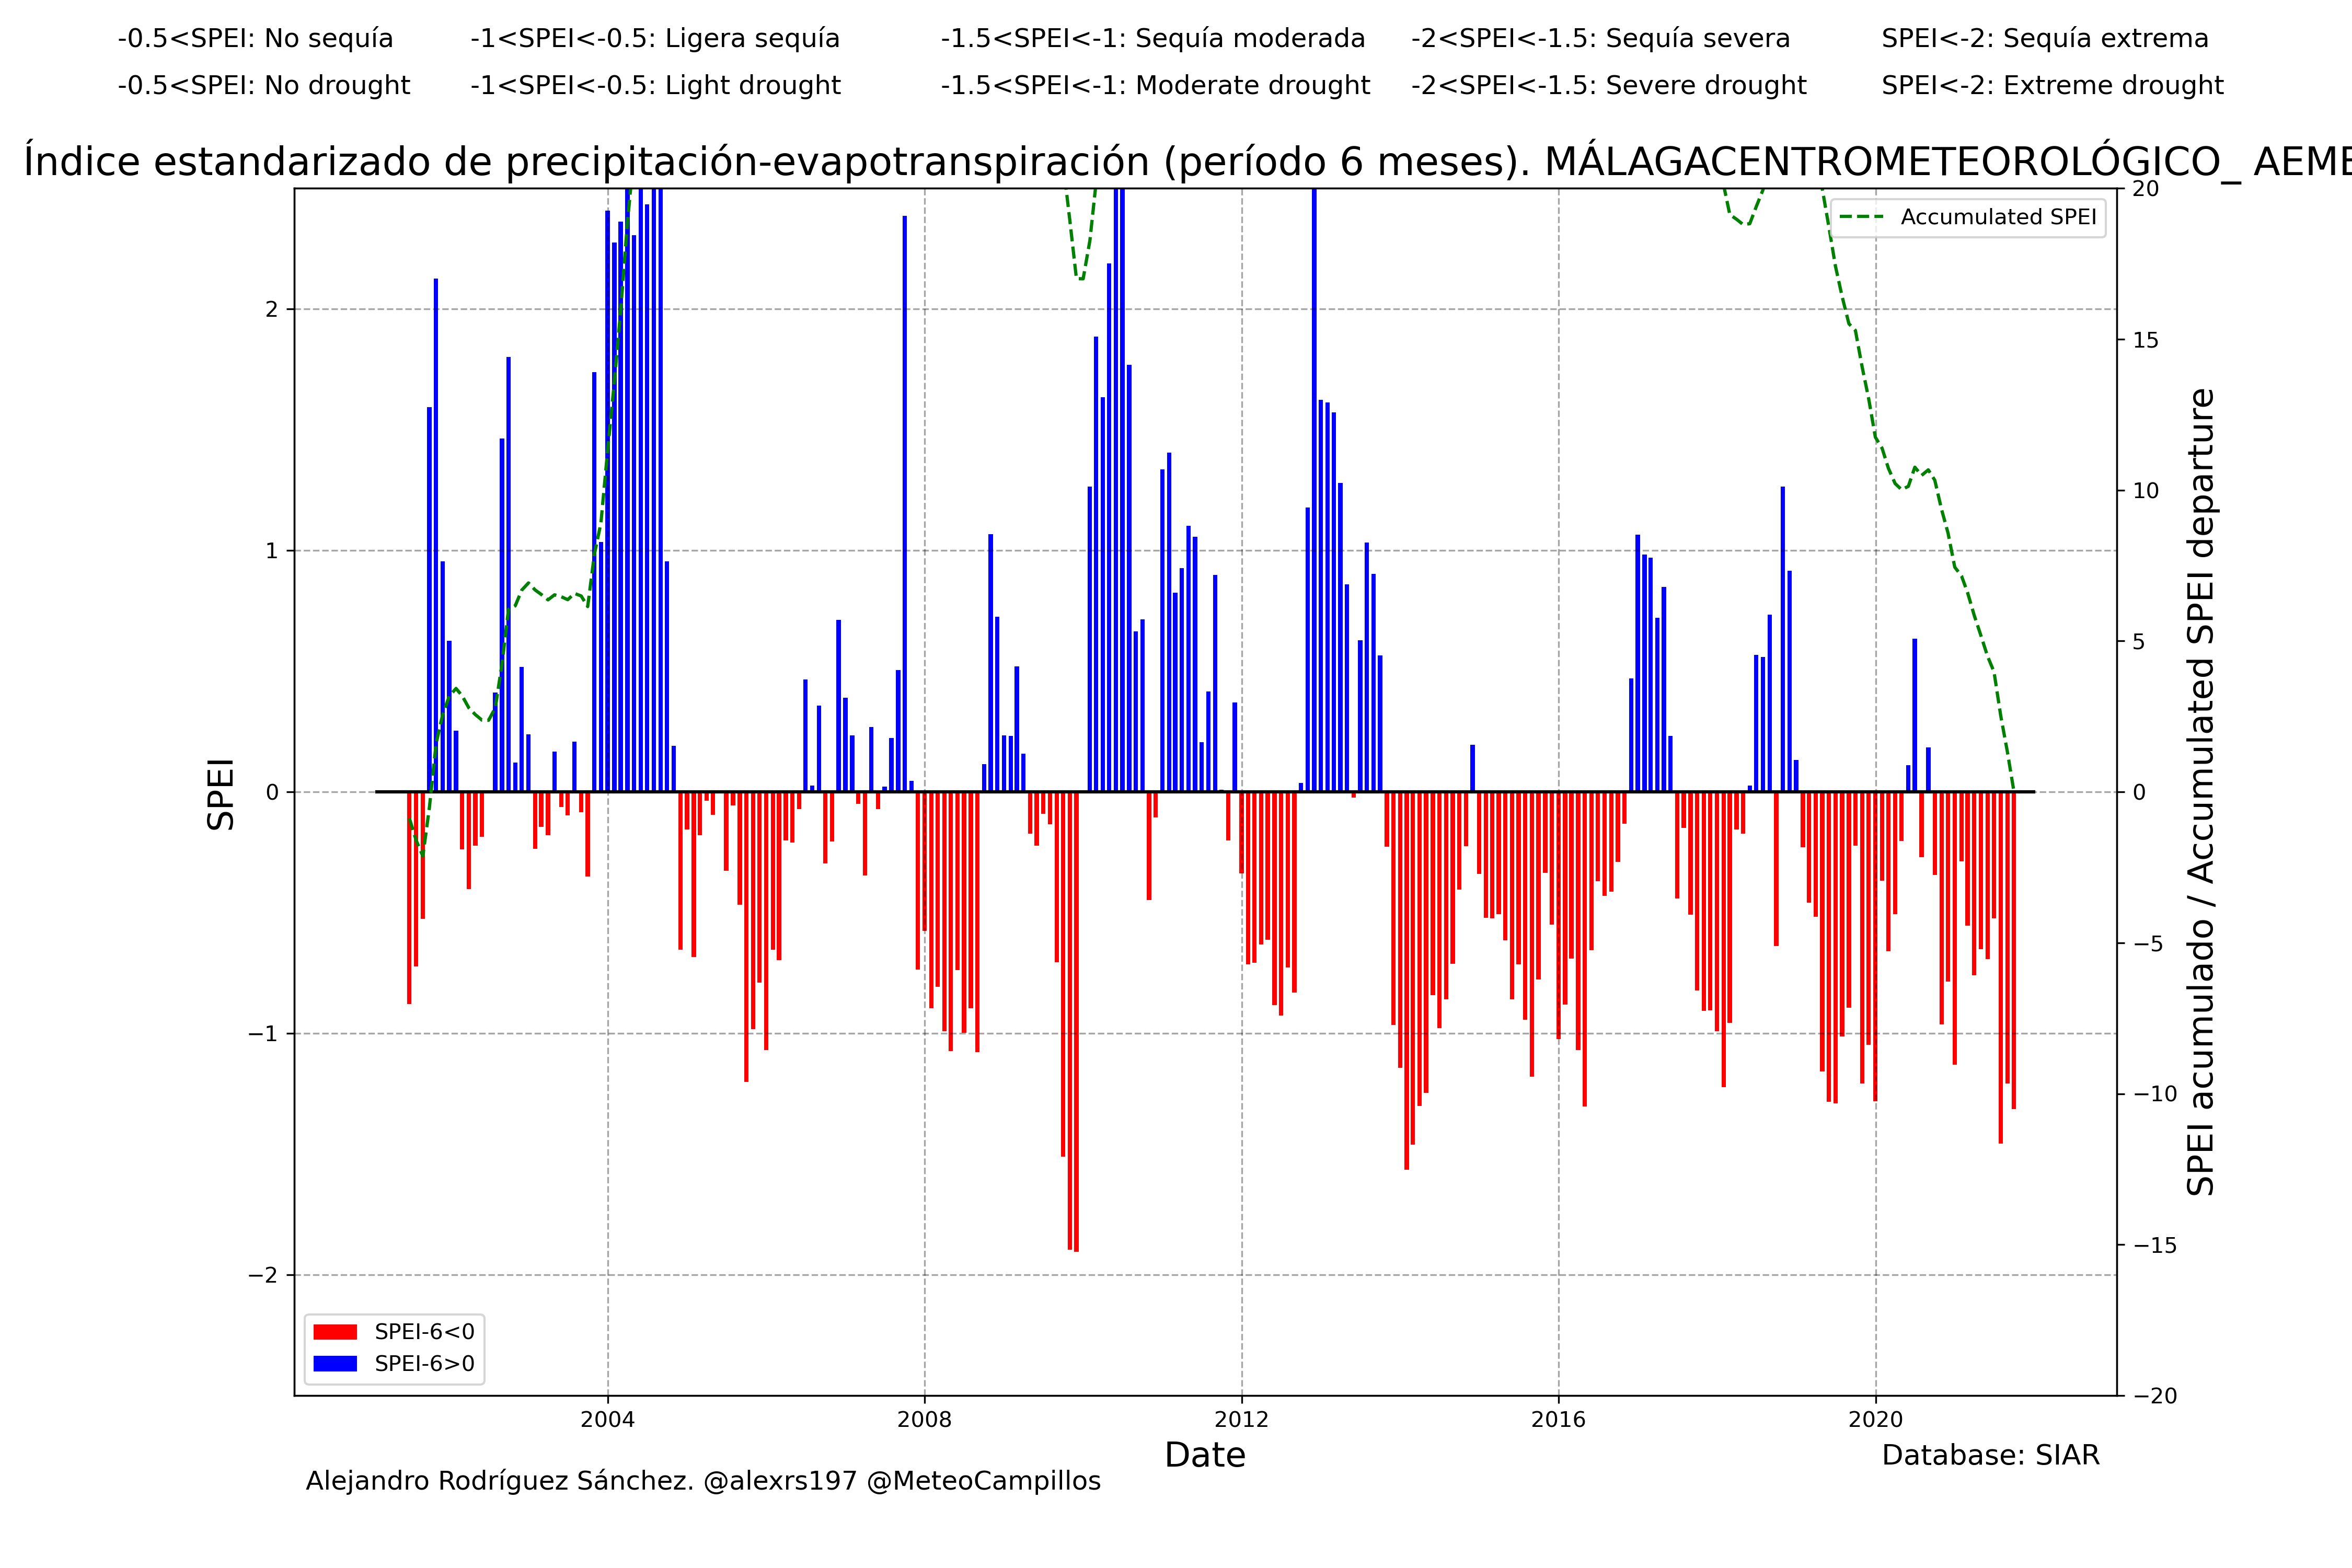 -0.5<SPEI: No sequía -1<SPEI<-0.5: Ligera sequía -1.5<SPEI<-1: Sequía moderada -2<SPEI<-1.5: Sequía severa SPEI<-2: Sequía extrema
-0.5<SPEI: No drought -1<SPEI<-0.5: Light drought -1.5<SPEI<-1: Moderate drought -2<SPEI<-1.5: Severe drought SPEI<-2: Extreme drought
Índice estandarizado de precipitación-evapotranspiración (período 6 meses). MÁLAGACENTROMETEOROLÓGICO_ AEME
Accumulated SPEI
SPEI
2
1
0
−1
−2
20
15
10
5
0
−5
−10
−15
−20
SPEI acumulado / Accumulated SPEI departure
SPEI-6<0
SPEI-6>0
2004 2008 2012 2016 2020
Date
Database: SIAR
Alejandro Rodríguez Sánchez. @alexrs197 @MeteoCampillos